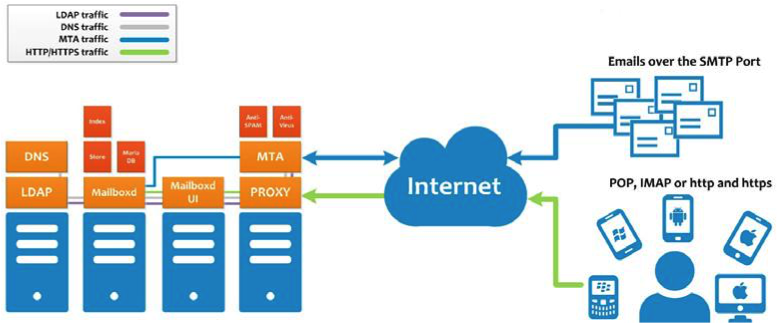 LDAP traffic
DNS traffic
MTA traffic
HTTP/HTTPS traffic
Emails over the SMTP Port
Index
Anti-
SPAM
Anti-
Virus
DNS
Store
Maria
DB
MTA
Internet
POP, IMAP or http and https
LDAP
Mailboxd
Mailboxd
UI
PROXY